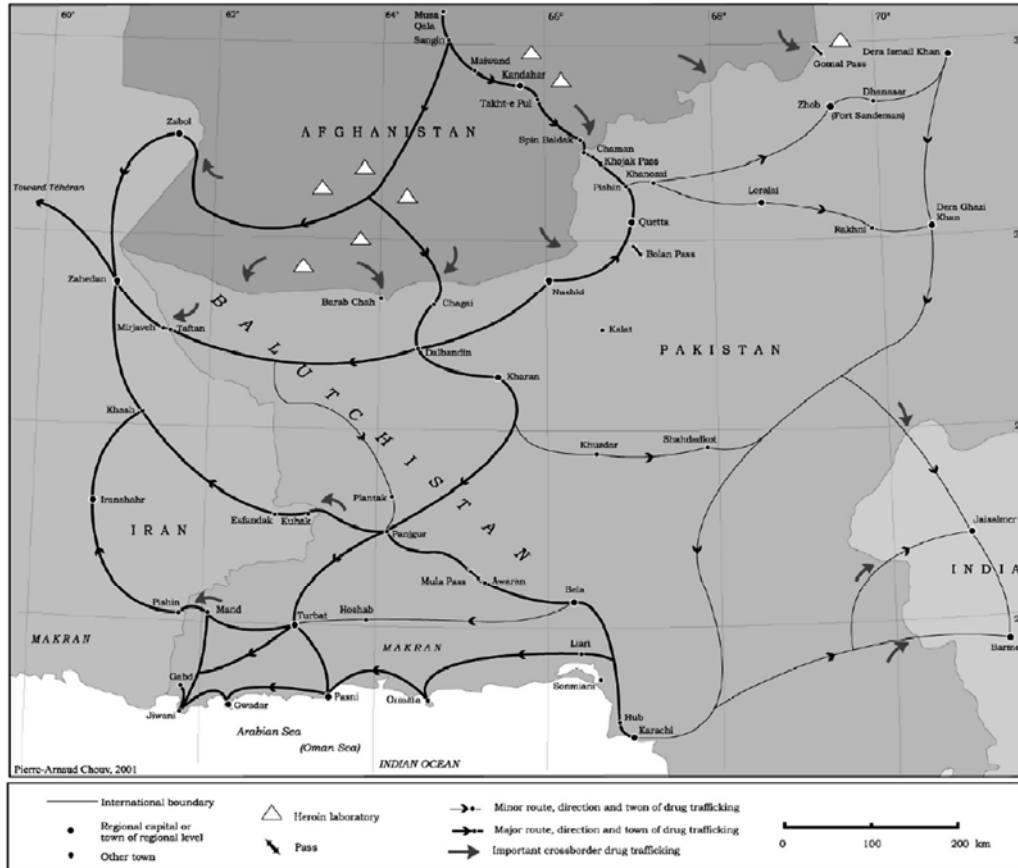 60°
62
64
66
68
70°
Musa
Qala
Sangin
Maiwand
Kandahar
Takht-e Pul
Gomal Pass
Dera Ismail Khan
Dhanasar
Zhob
(Fort Sandeman)
Zabol
AFGHANISTAN
Spin Baldak
Chaman
Khojak Pass
Khanozai
Pishin
Loralai
Toward Téhéran
Quetta
Rakhni
Dera Ghazi
Khan
Bolan Pass
Zahedan
Nushki
Barab Chah
Chagai
BALUTCHISTAN
Mirjaveh
Taftan
Kalat
Dalbandin
PAKISTAN
Kharan
Khash
Khuzdar
Shahdadkot
Iranshahr
Plantak
IRAN
Esfandak
Kuhak
Panjgur
Jaisalmer
INDIA
Mula Pass
Awaran
Pishin
Mand
Turbat
Hoshab
Bela
MAKRAN
MAKRAN
Liari
Gabd
Sonmiani
Jiwani
Gwadar
Pasni
Ormara
Hub
Karachi
Arabian Sea
(Oman Sea)
INDIAN OCEAN
Pierre-Arnaud Chouv, 2001
International boundary
Regional capital or
town of regional level
Other town
Heroin laboratory
Pass
Minor route, direction and twon of drug trafficking
Major route, direction and town of drug trafficking
Important crossborder drug trafficking
0 100 200 km